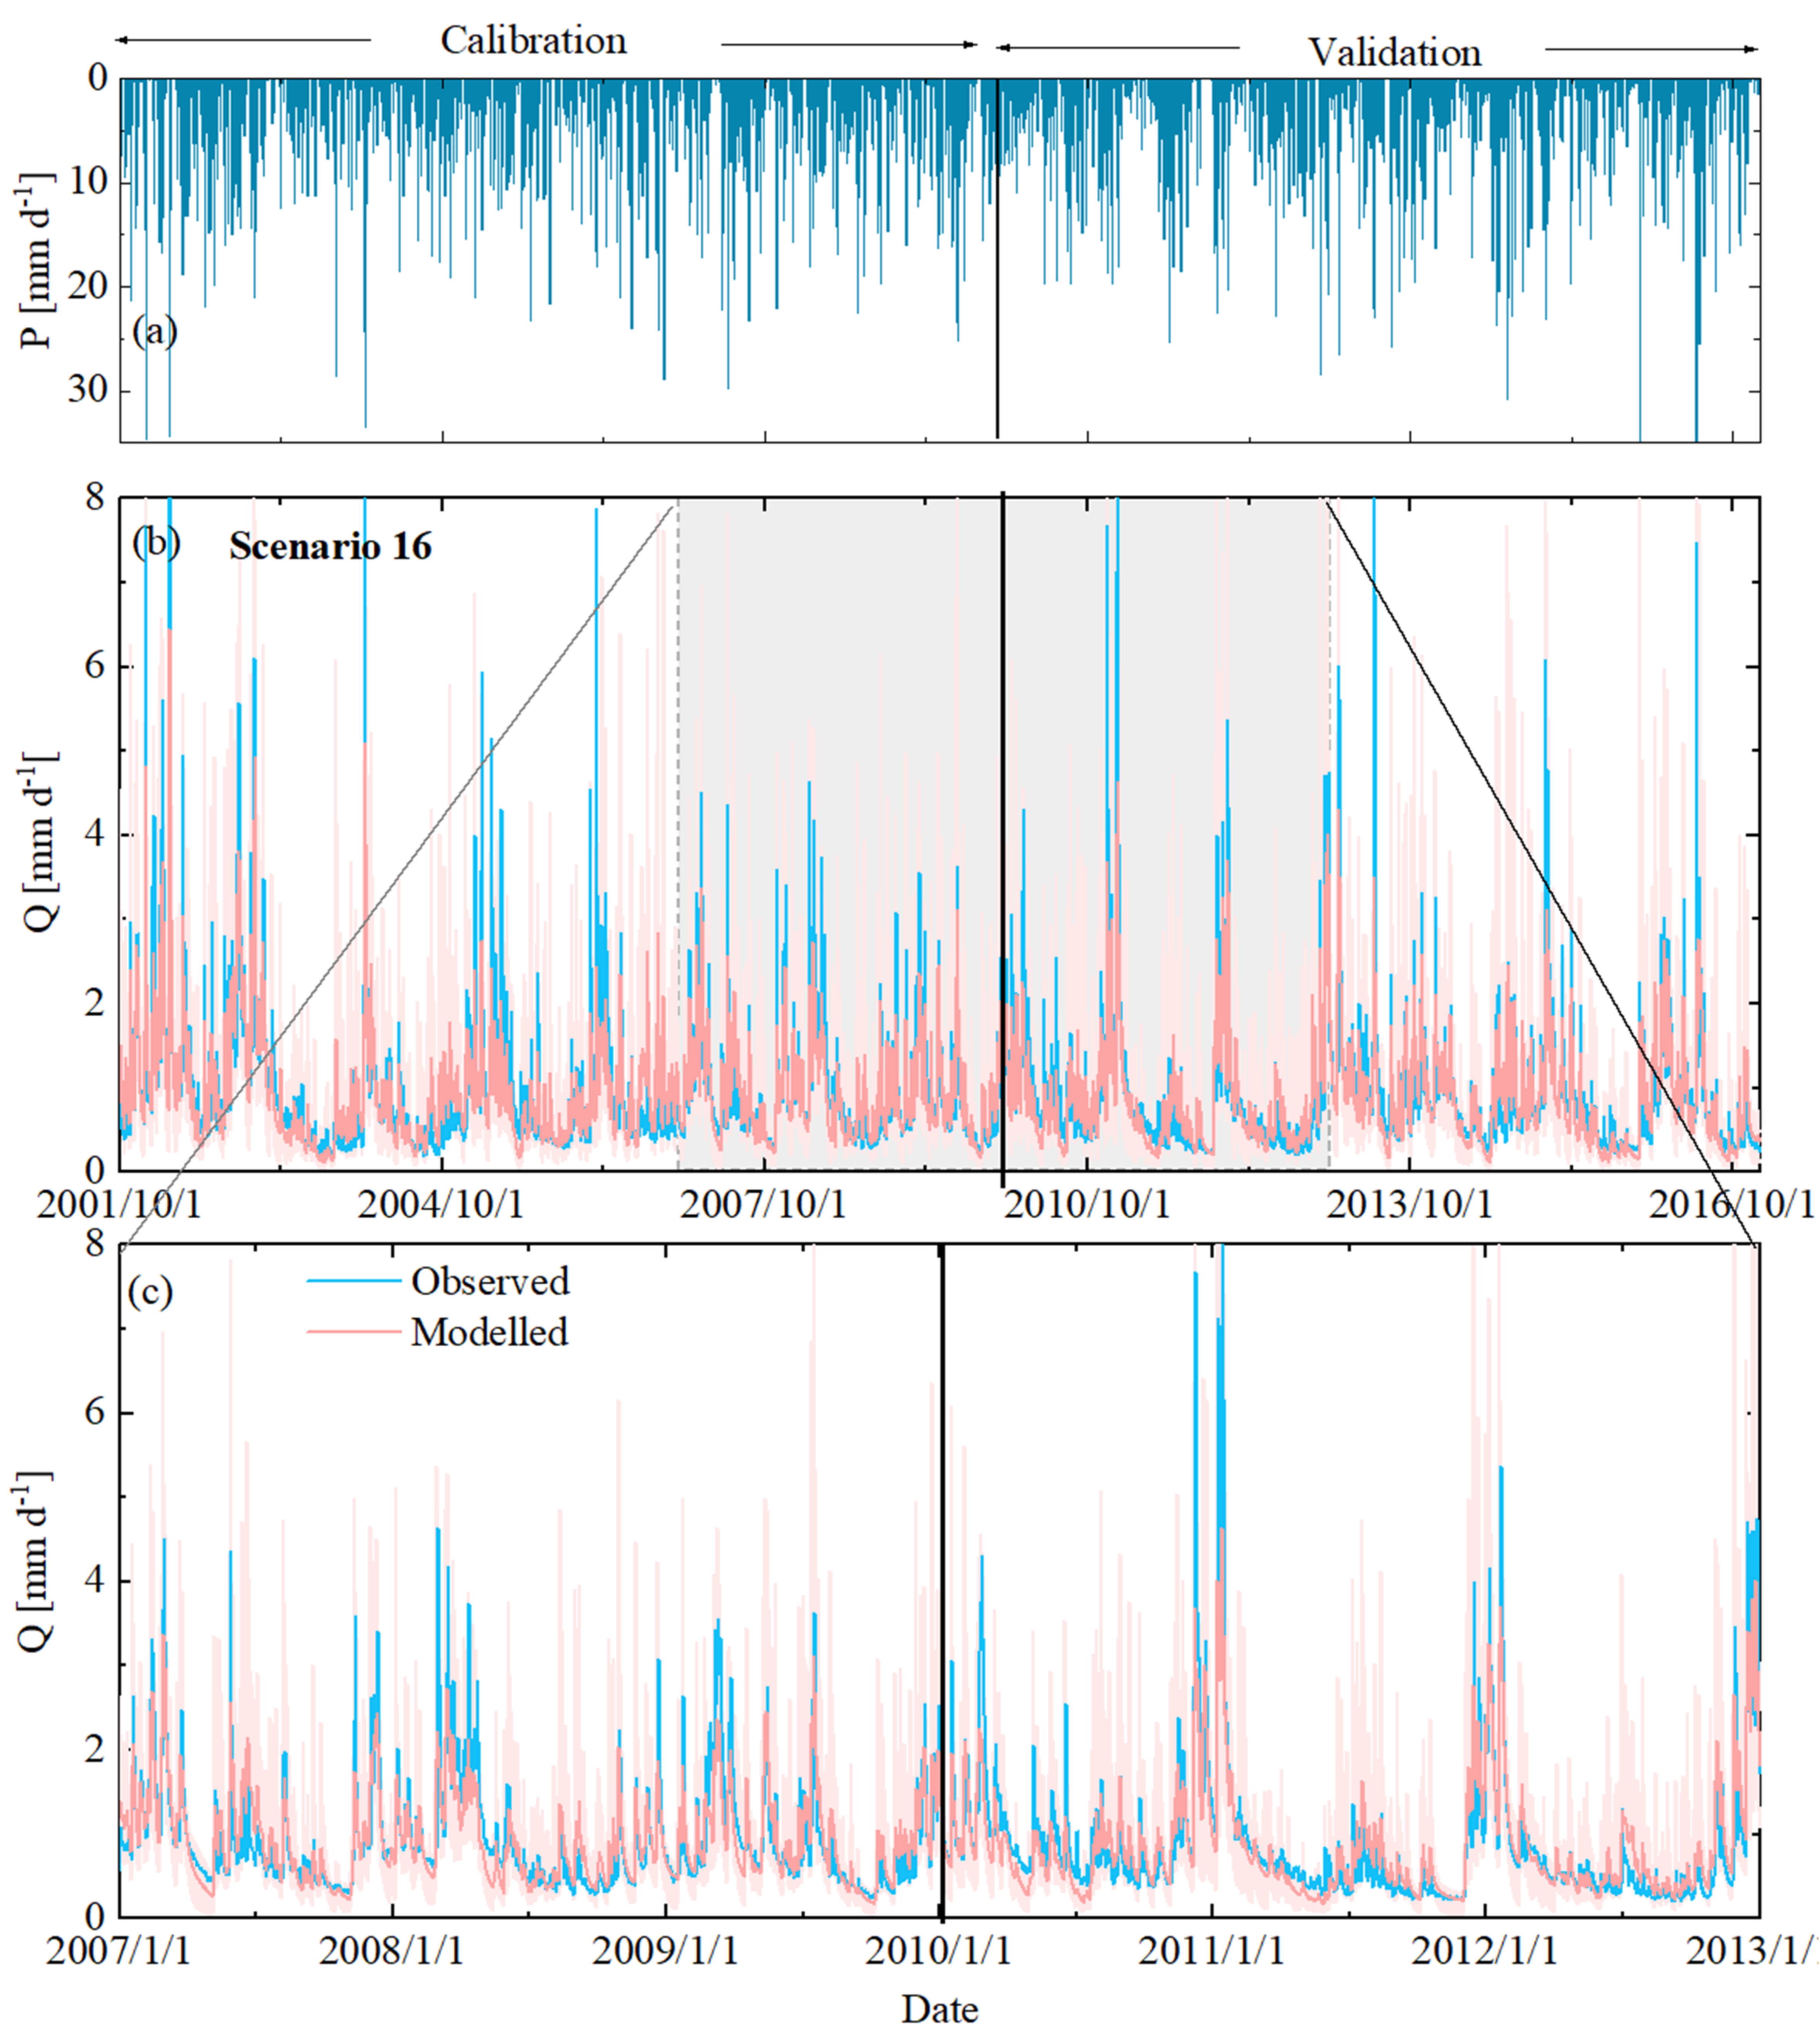 Calibration
Validation
0
10
20
30
P [mm d-1]
(a)
8
6
4
2
0
Q [mm d-1[
(b)
Scenario 16
2001/10/1
2004/10/1
2007/10/1
2010/10/1
2013/10/1
2016/10/1
8
6
4
2
0
Q [mm d-1]
(c)
Observed
Modelled
2007/1/1
2008/1/1
2009/1/1
2010/1/1
2011/1/1
2012/1/1
2013/1/
Date